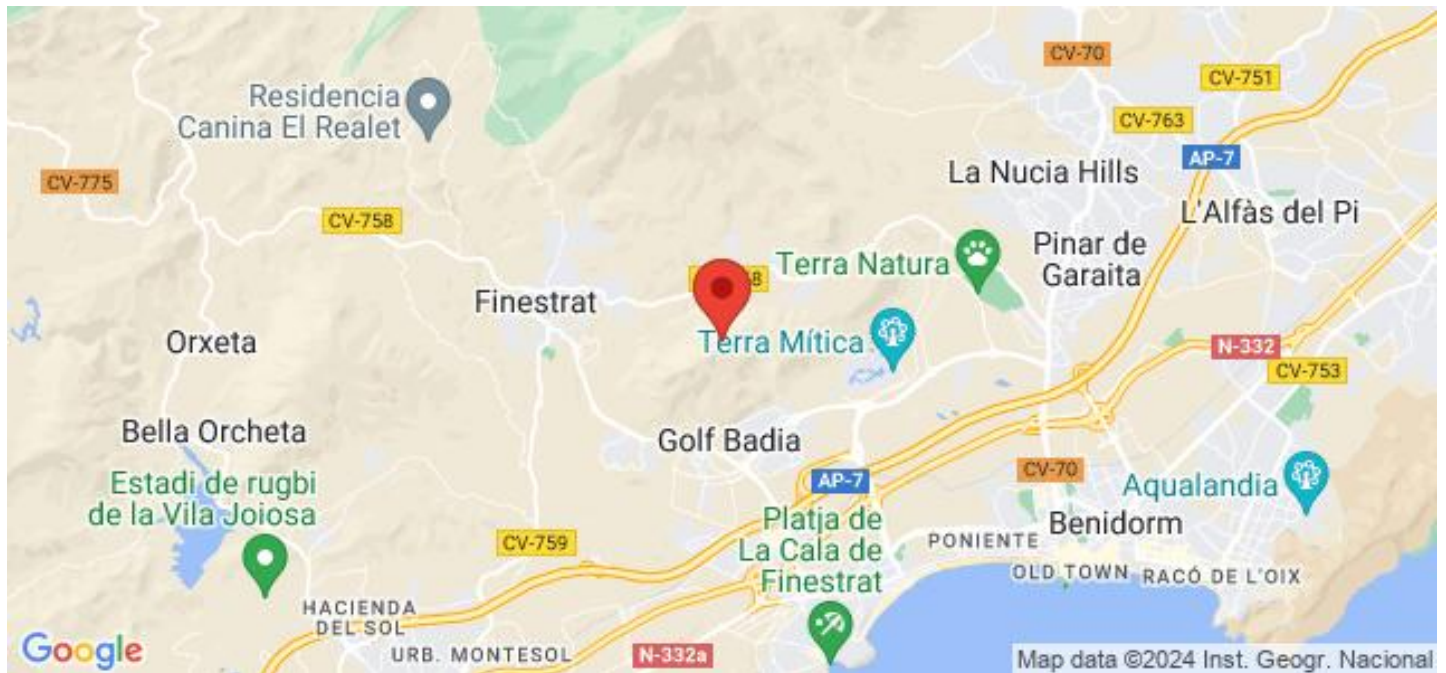 CV-70
CV-751
Residencia
Canina El Realet
CV-763
AP-7
La Nucia Hills
CV-775
CV-758
L'Alfàs del Pi
Terra Natura
Pinar de
Garaita
Finestrat
Orxeta
Terra Mítica
N-332
CV-753
Bella Orcheta
Golf Badia
Estadi de rugbi
de la Vila Joiosa
AP-7
CV-70
Aqualandia
Platja de
La Cala de
Finestrat
Benidorm
CV-759
PONIENTE
OLD TOWN
RACÓ DE L'OIX
HACIENDA
DEL SOL
URB. MONTESOL
N-332a
Google
Map data ©2024 Inst. Geogr. Nacional